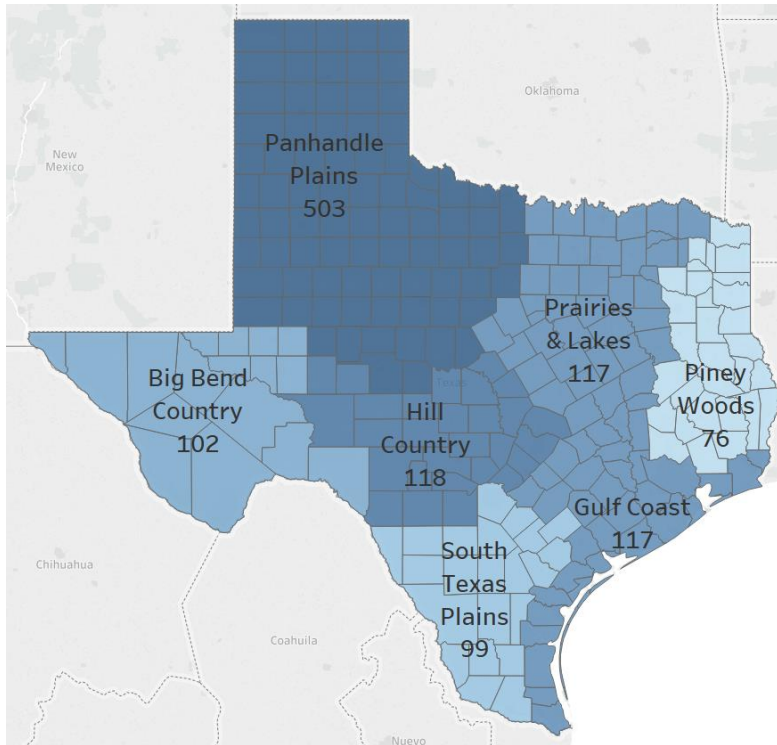 Oklahoma
New
Mexico
Panhandle
Plains
503
Prairies
& Lakes
117
Big Bend
Country
102
Texas
Hill
Country
118
Piney
Woods
76
Gulf Coast
117
South
Texas
Plains
99
Chihuahua
Coahuila
Nuevo